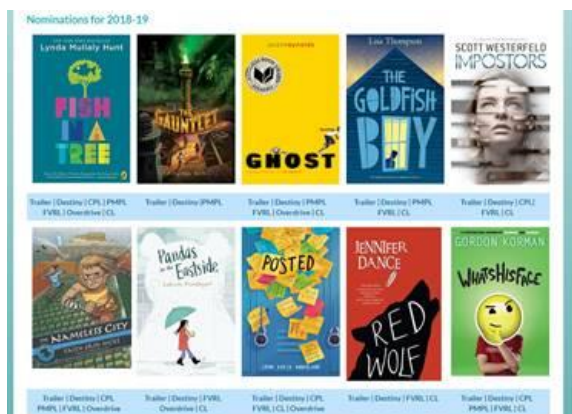 Nominations for 2018-19
Lynda Mullaly Hunt
FISH
IN A
TREE
THE
GAUNTLET
GHOST
Lisa Thompson
THE
GOLDFISH
BOY
SCOTT WESTERFELD
IMPOSTORS
Trailer | Destiny | CPL | PMPL
FVRL | Overdrive | CL
Trailer | Destiny |PMPL
Trailer | Destiny | PMPL
FVRL | Overdrive | CL
Trailer | Destiny | PMPL
FVRL | CL
Trailer | Destiny | CPL|
FVRL | CL
THE
NAMELESS CITY
Pandas
on the
Eastside
POSTED
JENNIFER
DANCE
RED
WOLF
GORDON KORMAN
WHATSHISFACE
Trailer | Destiny | CPL
PMPL | FVRL | Overdrive
Trailer | Destiny | FVRL
Overdrive | CL
Trailer | Destiny | CPL
FVRL | CL | Overdrive
Trailer | Destiny | FVRL | CL
Trailer | Destiny | CPL
PMPL | FVRL | CL